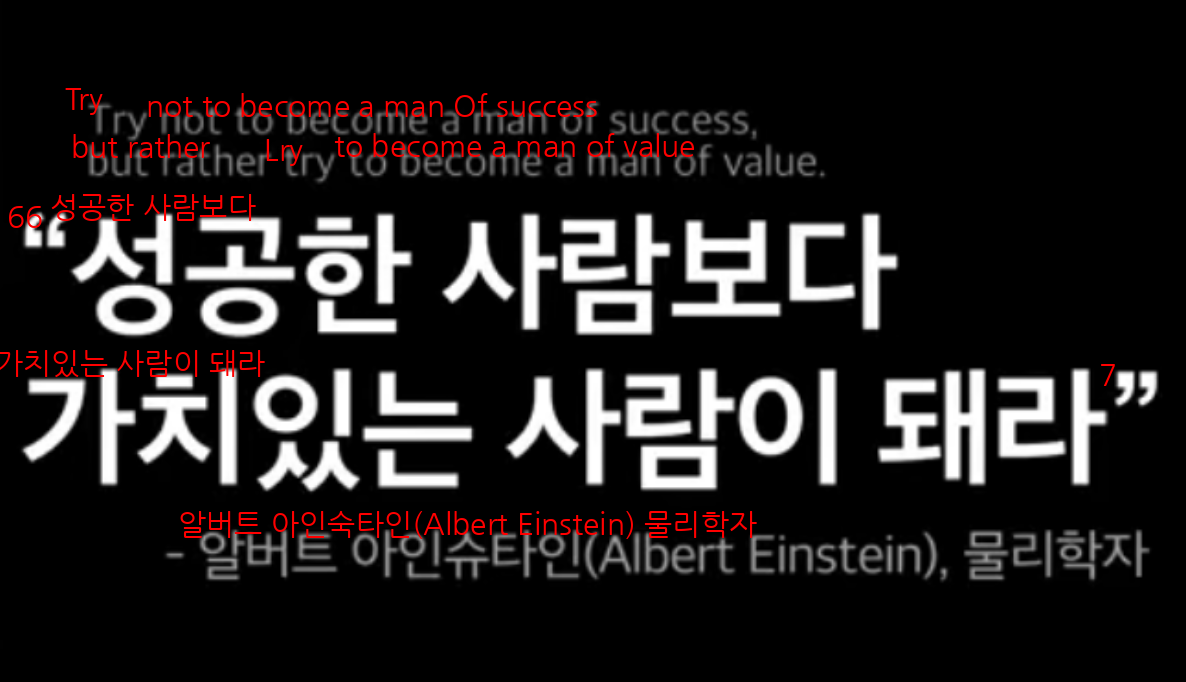 Try not to become a man Of success
Try not to become a man of success,
but rather Lry to become a man of value
but rather try to become a man of value.
66 성공한 사람보다
“성공한 사람보다
가치있는 사람이 돼라 7
가치있는 사람이 돼라”
알버트 아인숙타인(Albert Einstein) 물리학자
- 알버트 아인슈타인(Albert Einstein), 물리학자